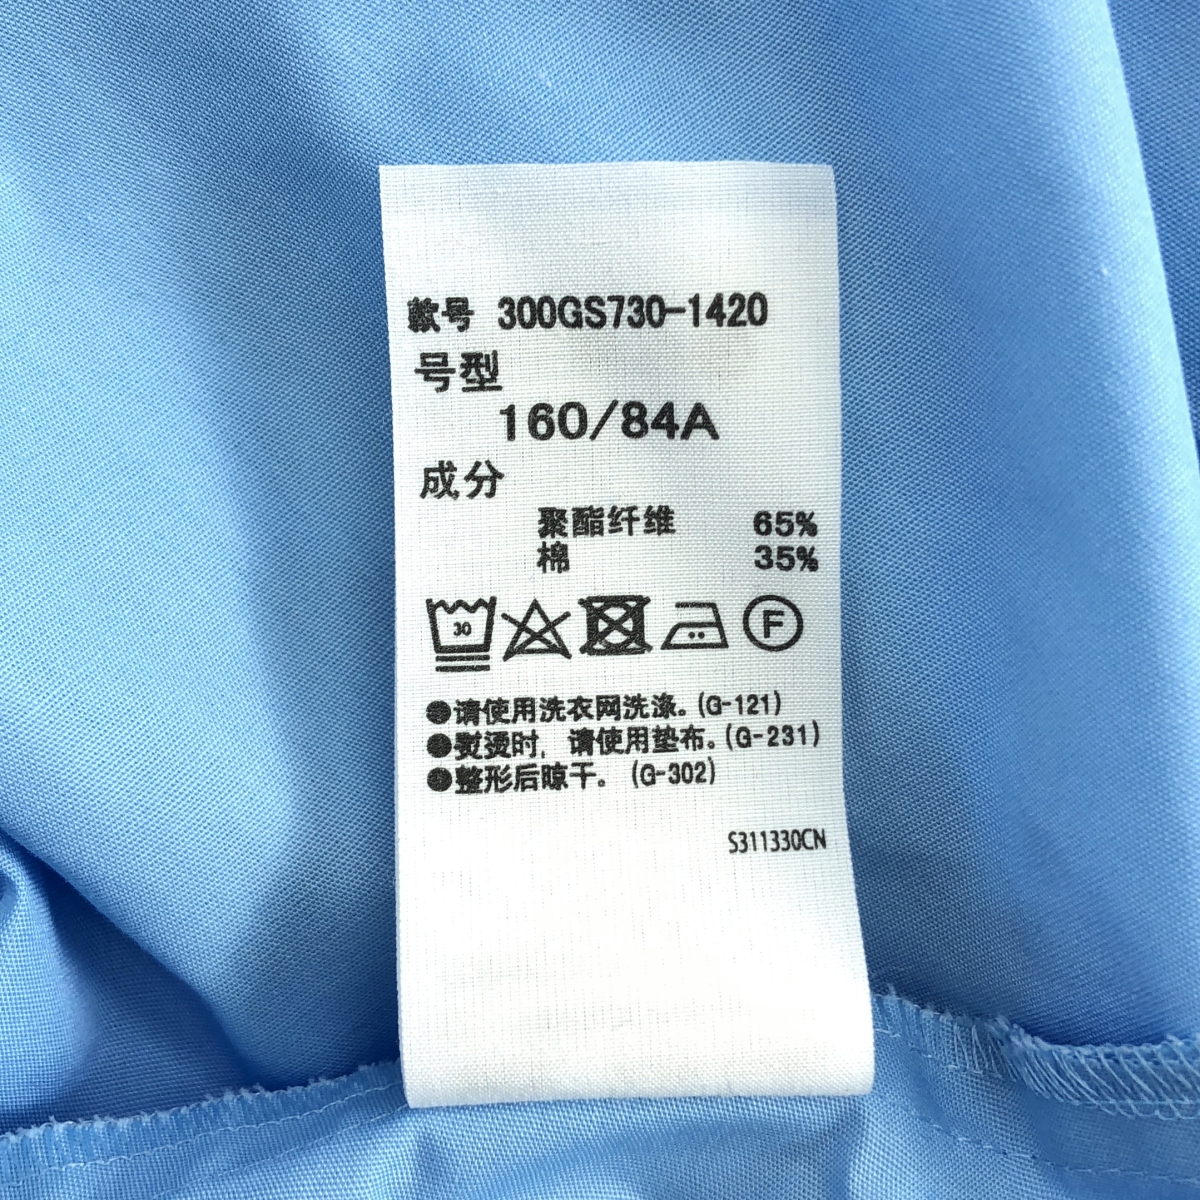 款号 300GS730-1420
号型
160/84A
成分
聚酯纤维 65%
棉 35%
30 F
●请使用洗衣网洗涤。(G-121)
●熨烫时，请使用垫布。(G-231)
●整形后晾干。(G-302)
S311330CN